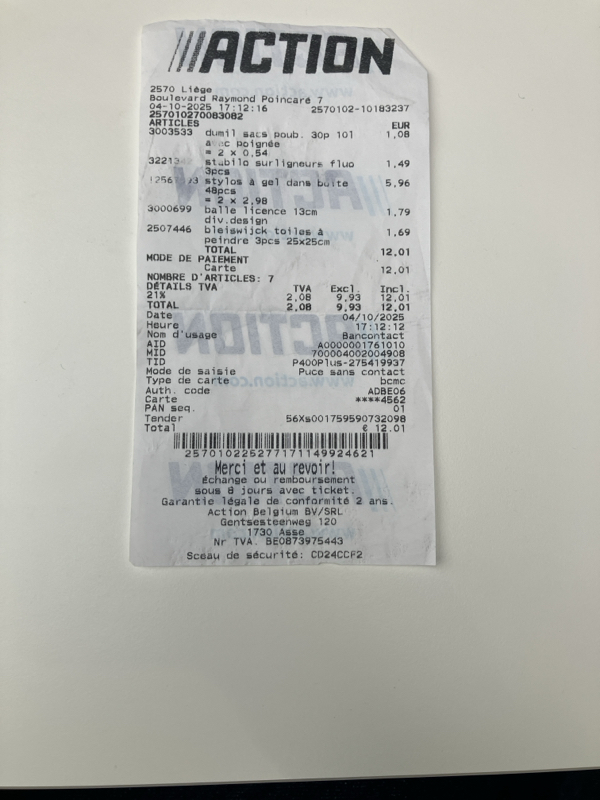 ACTION
2570 Liége
Boulevard Raymond Poincaré 7
04-10-2025 17:12:16 2570102-10183237
257010270083082
ARTICLES EUR
3003533 dumil sacs poub. 30p 10l 1,08
avec poignée
= 2 x 0,54
stabilo surligneurs fluo 1,49
3pcs
stylos à gel dans boite 5,96
48pcs
= 2 x 2,98
3000699 balle licence 13cm 1,79
div.design
2507446 bleiswijck toiles à 1,69
peindre 3pcs 25x25cm
TOTAL 12,01
MODE DE PAIEMENT
Carte 12,01
NOMBRE D'ARTICLES: 7
DÉTAILS TVA TVA Excl. Incl.
21% 2,08 9,93 12,01
TOTAL 2,08 9,93 12,01
Date 04/10/2025
Heure 17:12:12
Nom d'usage Bancontact
AID A0000001761010
MID 700004002004908
TID P400Plus-275419937
Mode de saisie Puce sans contact
Type de carte bcmc
Auth. code ADBE06
Carte ****4562
PAN seq. 01
Tender 56Xs001759590732098
Total € 12.01
257010225277171149924621
Merci et au revoir!
Échange ou remboursement
sous 8 jours avec ticket.
Garantie légale de conformité 2 ans.
Action Belgium BV/SRL
Gentsesteenweg 120
1730 Asse
Nr TVA. BE0873975443
Sceau de sécurité: CD24CCF2